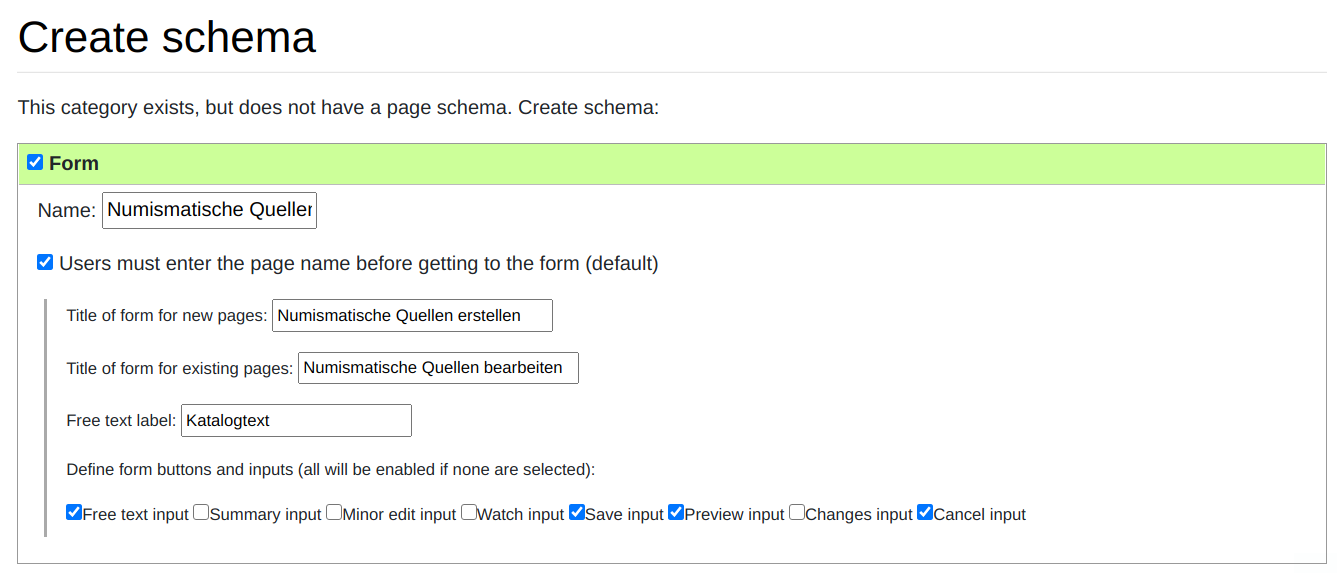 Create schema
This category exists, but does not have a page schema. Create schema:
Form
Name: Numismatische Quellen
Users must enter the page name before getting to the form (default)
Title of form for new pages: Numismatische Quellen erstellen
Title of form for existing pages: Numismatische Quellen bearbeiten
Free text label: Katalogtext
Define form buttons and inputs (all will be enabled if none are selected):
Free text input Summary input Minor edit input Watch input Save input Preview input Changes input Cancel input